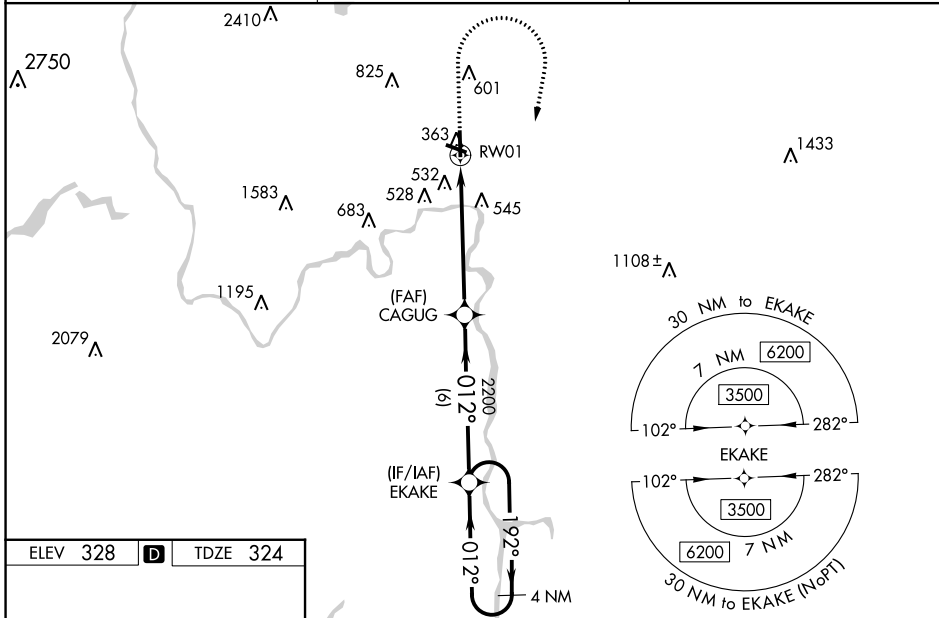 2410
2750
825
601
363
RW01
1433
532
528
545
1583
683
1108±
1195
(FAF)
CAGUG
2079
30 NM to EKAKE
7 NM
6200
3500
2200
012°
(6)
102°
282°
EKAKE
(IF/IAF)
EKAKE
102°
282°
3500
7 NM
6200
30 NM to EKAKE (NoPT)
192°
012°
4 NM
ELEV 328 D TDZE 324